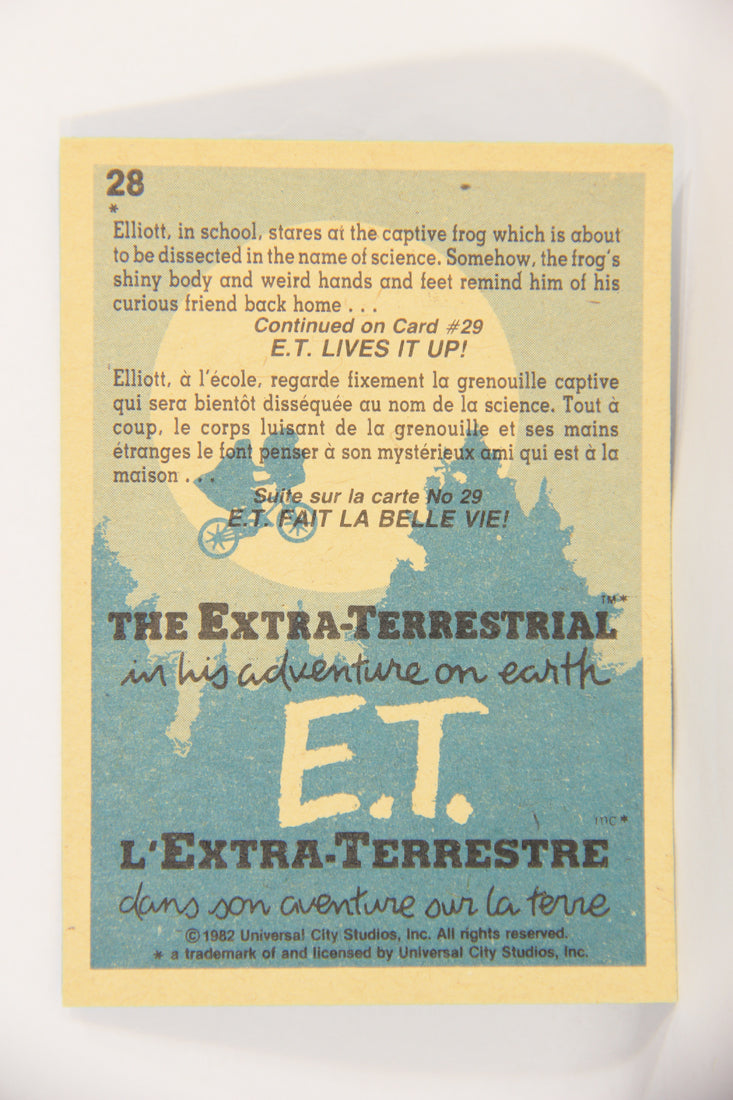 28
*
Elliott, in school, stares at the captive frog which is about
to be dissected in the name of science. Somehow, the frog's
shiny body and weird hands and feet remind him of his
curious friend back home . . .
Continued on Card #29
E.T. LIVES IT UP!
Elliott, à l'école, regarde fixement la grenouille captive
qui sera bientôt disséquée au nom de la science. Tout à
coup, le corps luisant de la grenouille et ses mains
étranges le font penser à son mystérieux ami qui est à la
maison . . .
Suite sur la carte No 29
E.T. FAIT LA BELLE VIE!
THE EXTRA-TERRESTRIAL TM*
in his adventure on earth
E.T.
mc*
L'EXTRA-TERRESTRE
dans son aventure sur la terre
©1982 Universal City Studios, Inc. All rights reserved.
* a trademark of and licensed by Universal City Studios, Inc.